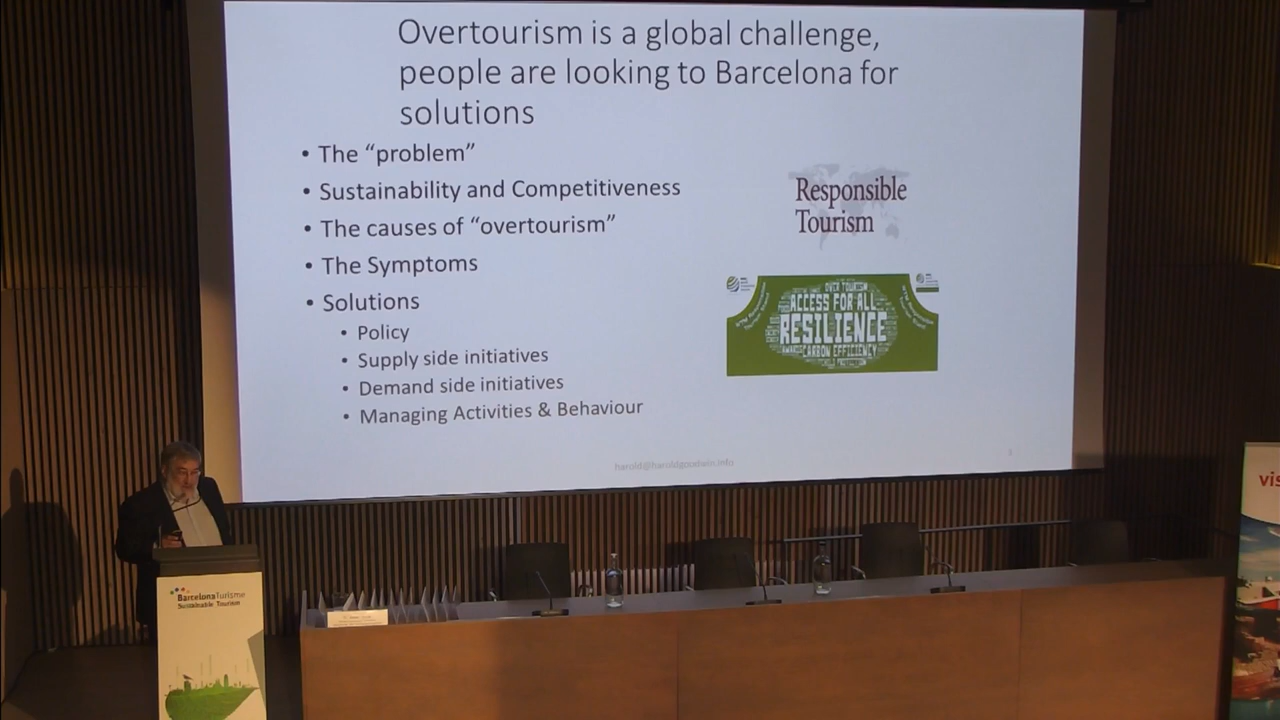 Overtourism is a global challenge,
people are looking to Barcelona for
solutions
• The “problem”
• Sustainability and Competitiveness
• The causes of “overtourism”
• The Symptoms
• Solutions
• Policy
• Supply side initiatives
• Demand side initiatives
• Managing Activities & Behaviour
Responsible
Tourism
OVER TOURISM
ACCESS FOR ALL
RESILIENCE
CARBON EFFICIENCY
harold@haroldgoodwin.info
BarcelonaTurisme
Sustainable Tourism
vis